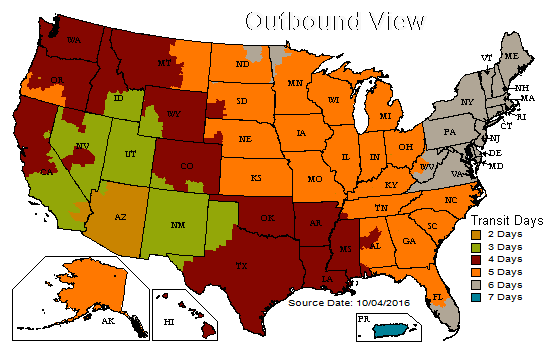 Outbound View
WA
OR
CA
NV
ID
MT
WY
UT
AZ
CO
NM
ND
SD
NE
KS
OK
TX
MN
IA
MO
AR
LA
WI
IL
MI
IN
OH
KY
TN
MS
AL
GA
FL
SC
NC
WV
VA
PA
NY
VT
ME
NH
MA
RI
CT
NJ
DE
MD
AK
HI
PR
Transit Days
2 Days
3 Days
4 Days
5 Days
6 Days
7 Days
Source Date: 10/04/2016